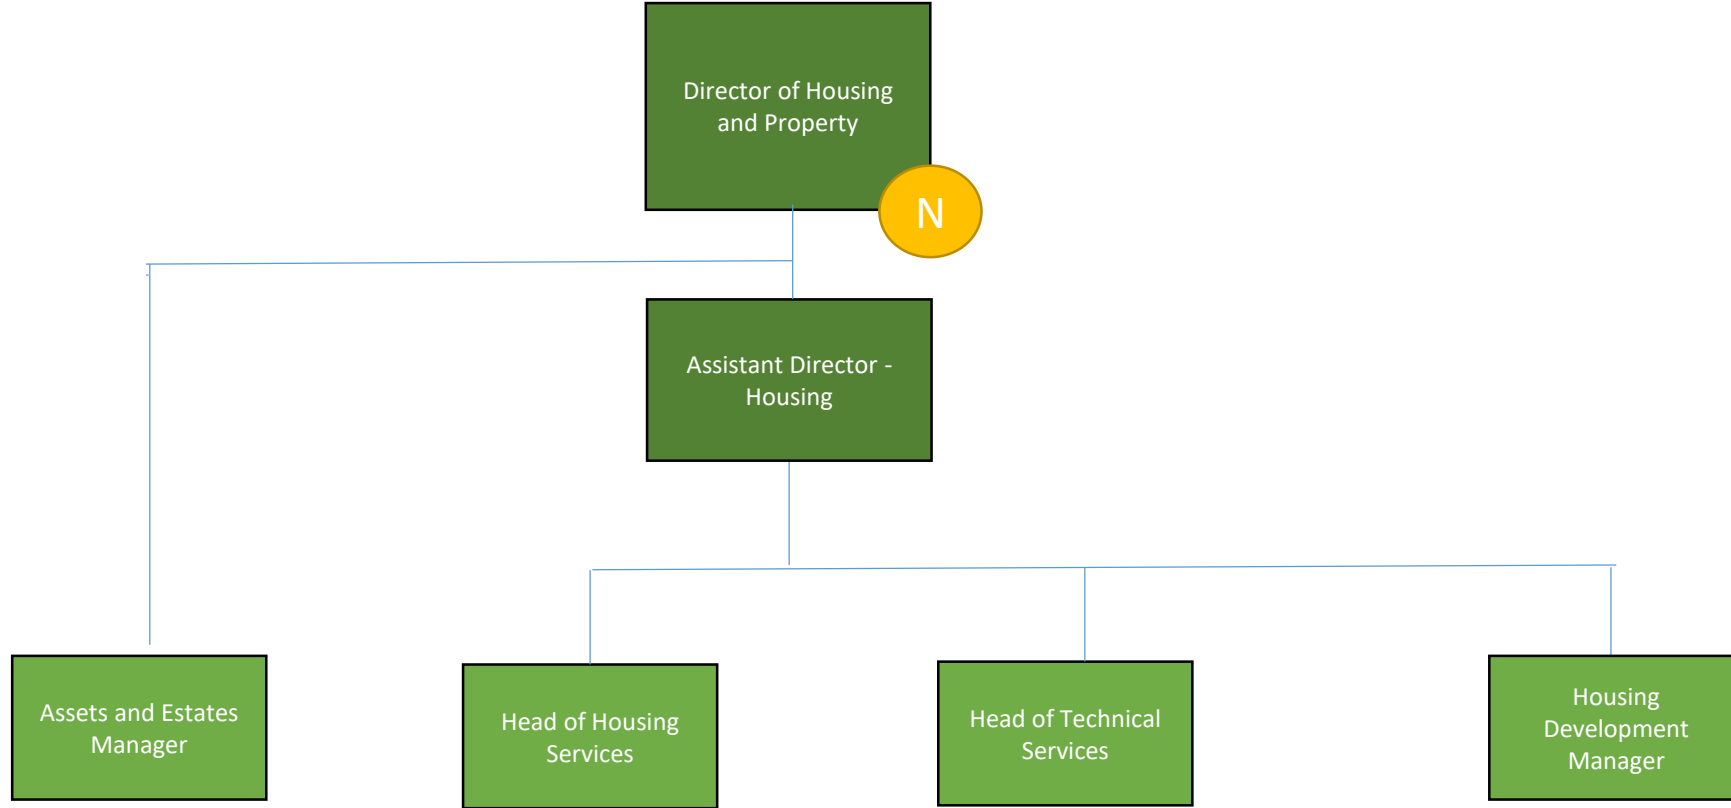 Director of Housing
and Property
N
Assistant Director -
Housing
Assets and Estates
Manager
Head of Housing
Services
Head of Technical
Services
Housing
Development
Manager